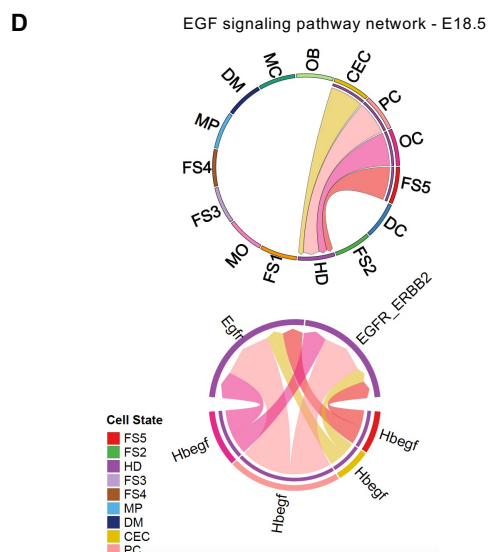 D
EGF signaling pathway network - E18.5
OB
CEC
MC
PC
DM
OC
MP
FS4
FS5
FS3
DC
MO
FS2
FS1
HD
Egfr
EGFR_ERBB2
Hbegf
Hbegf
Hbegf
Hbegf
Cell State
FS5
FS2
HD
FS3
FS4
MP
DM
CEC
PC